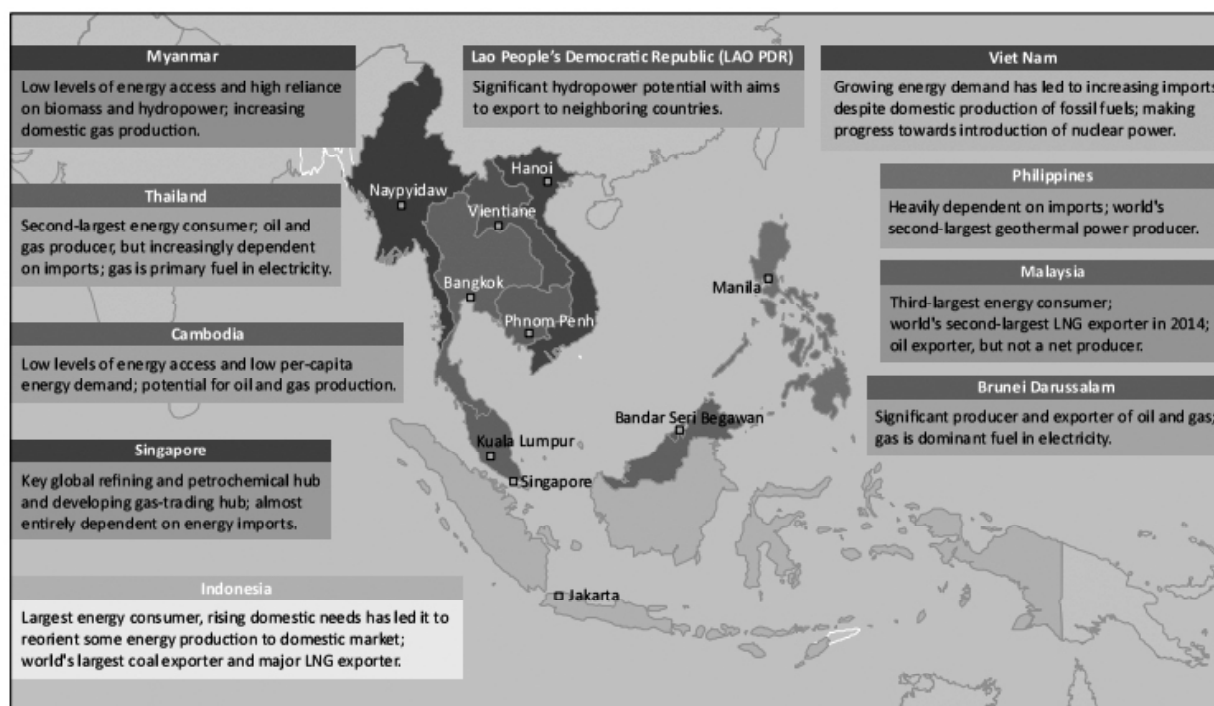 Myanmar
Low levels of energy access and high reliance
on biomass and hydropower; increasing
domestic gas production.
Lao People's Democratic Republic (LAO PDR)
Significant hydropower potential with aims
to export to neighboring countries.
Viet Nam
Growing energy demand has led to increasing imports
despite domestic production of fossil fuels; making
progress towards introduction of nuclear power.
Thailand
Second-largest energy consumer; oil and
gas producer, but increasingly dependent
on imports; gas is primary fuel in electricity.
Philippines
Heavily dependent on imports; world's
second-largest geothermal power producer.
Malaysia
Third-largest energy consumer;
world's second-largest LNG exporter in 2014;
oil exporter, but not a net producer.
Cambodia
Low levels of energy access and low per-capita
energy demand; potential for oil and gas production.
Brunei Darussalam
Significant producer and exporter of oil and gas;
gas is dominant fuel in electricity.
Singapore
Key global refining and petrochemical hub
and developing gas-trading hub; almost
entirely dependent on energy imports.
Indonesia
Largest energy consumer, rising domestic needs has led it to
reorient some energy production to domestic market;
world's largest coal exporter and major LNG exporter.
Hanoi
Naypyidaw
Vientiane
Bangkok
Manila
Phnom Penh
Bandar Seri Begawan
Kuala Lumpur
Singapore
Jakarta